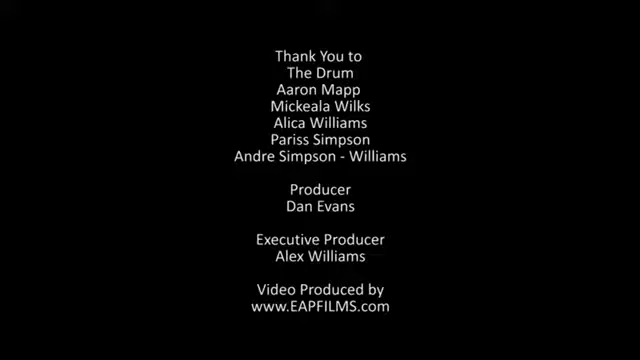 Thank You to
The Drum
Aaron Mapp
Mickeala Wilks
Alica Williams
Pariss Simpson
Andre Simpson - Williams
Producer
Dan Evans
Executive Producer
Alex Williams
Video Produced by
www.EAPFILMS.com